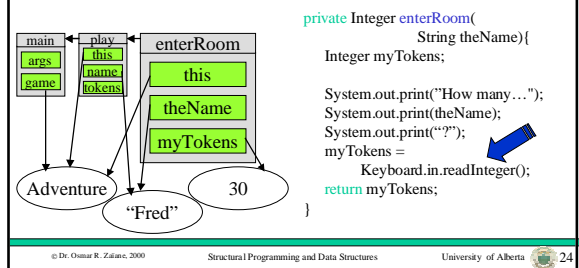 main
args
game
play
this
name
tokens
enterRoom
this
theName
myTokens
Adventure
“Fred”
30
private Integer enterRoom(
String theName){
Integer myTokens;
System.out.print(”How many…");
System.out.print(theName);
System.out.print(“?”);
myTokens =
Keyboard.in.readInteger();
return myTokens;
}
© Dr. Osmar R. Zaïane, 2000
Structural Programming and Data Structures
University of Alberta
24